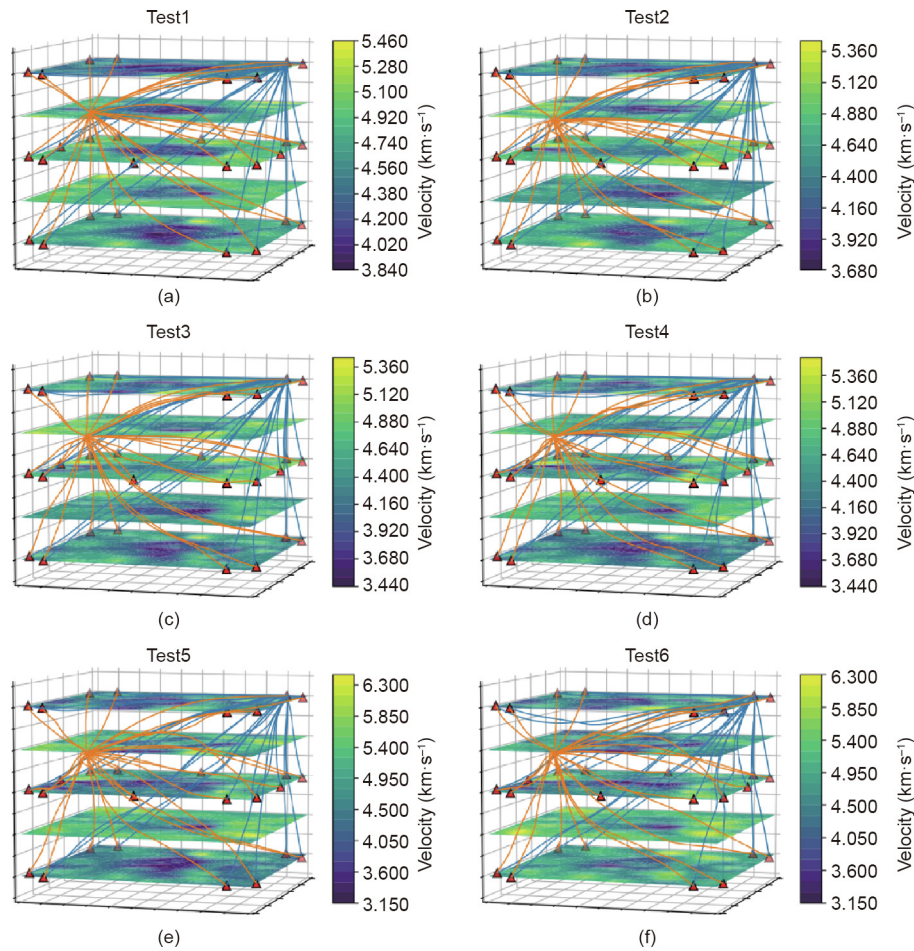 Test1
5.460
5.280
5.100
4.920
4.740
4.560
4.380
4.200
4.020
3.840
Velocity (km·s⁻¹)
(a)
Test2
5.360
5.120
4.880
4.640
4.400
4.160
3.920
3.680
Velocity (km·s⁻¹)
(b)
Test3
5.360
5.120
4.880
4.640
4.400
4.160
3.920
3.680
3.440
Velocity (km·s⁻¹)
(c)
Test4
5.360
5.120
4.880
4.640
4.400
4.160
3.920
3.680
3.440
Velocity (km·s⁻¹)
(d)
Test5
6.300
5.850
5.400
4.950
4.500
4.050
3.600
3.150
Velocity (km·s⁻¹)
(e)
Test6
6.300
5.850
5.400
4.950
4.500
4.050
3.600
3.150
Velocity (km·s⁻¹)
(f)